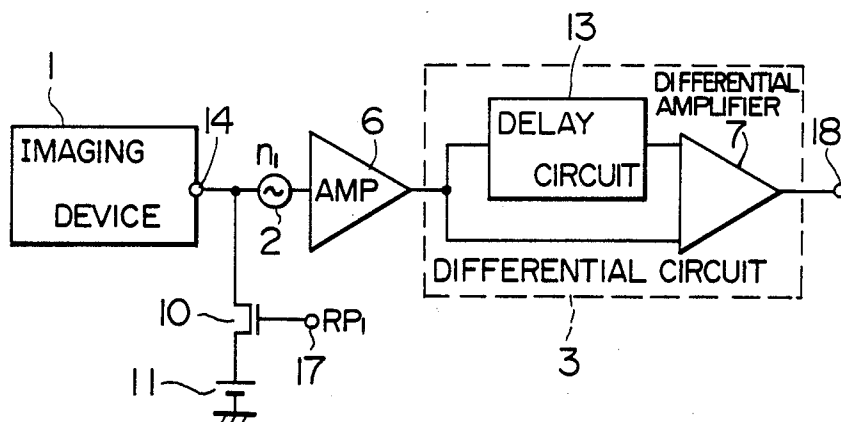 1
IMAGING
DEVICE
14
n1
2
6
AMP
13
DELAY
CIRCUIT
DIFFERENTIAL
AMPLIFIER
7
18
DIFFERENTIAL CIRCUIT
3
10
RP1
17
11